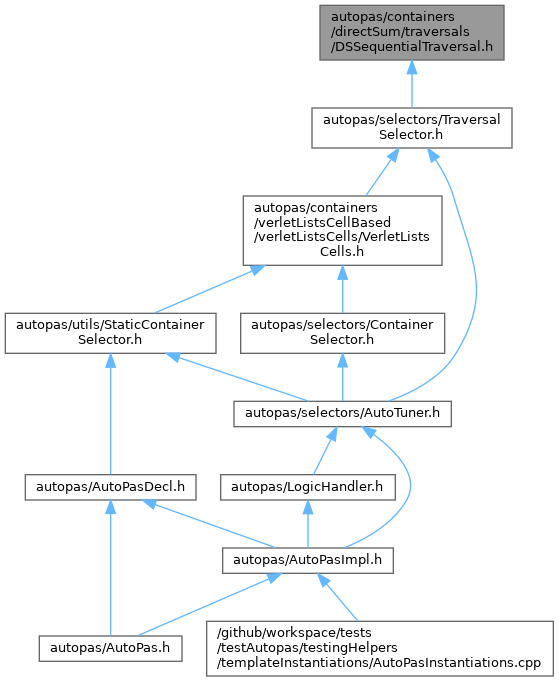 autopas/containers
/directSum/traversals
/DSSequentialTraversal.h
autopas/selectors/Traversal
Selector.h
autopas/containers
/verletListsCellBased
/verletListsCells/VerletLists
Cells.h
autopas/utils/StaticContainer
Selector.h
autopas/selectors/Container
Selector.h
autopas/selectors/AutoTuner.h
autopas/AutoPasDecl.h
autopas/LogicHandler.h
autopas/AutoPasImpl.h
autopas/AutoPas.h
/github/workspace/tests
/testAutopas/testingHelpers
/templateInstantiations/AutoPasInstantiations.cpp